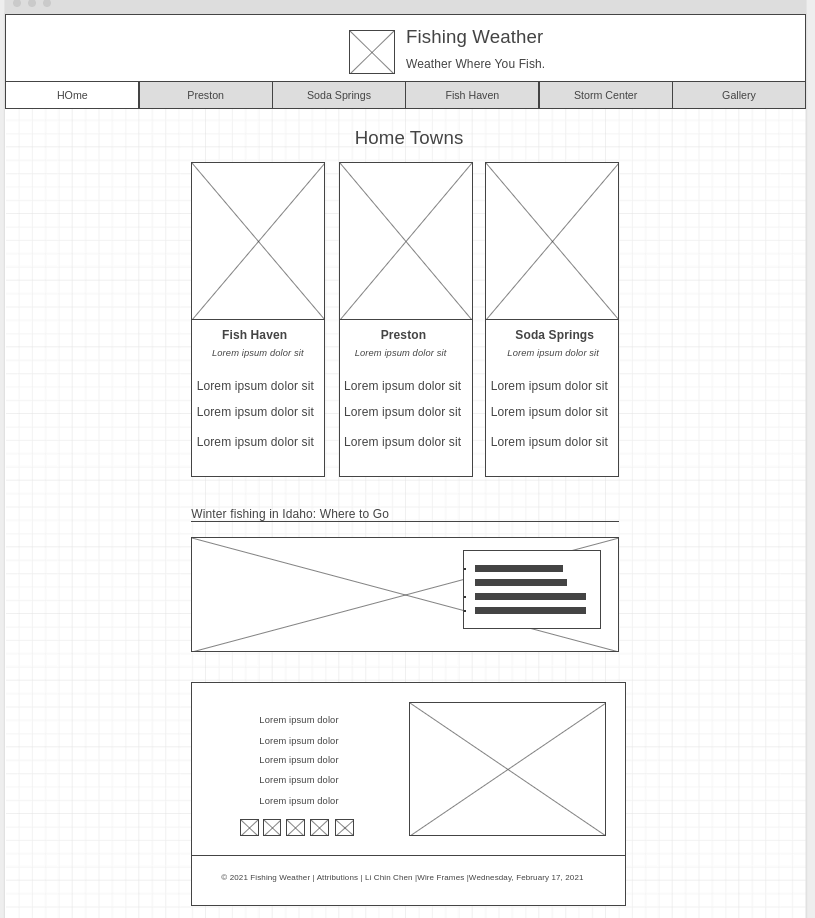 Fishing Weather
Weather Where You Fish.
HOme Preston Soda Springs Fish Haven Storm Center Gallery
Home Towns
Fish Haven
Lorem ipsum dolor sit
Lorem ipsum dolor sit
Lorem ipsum dolor sit
Lorem ipsum dolor sit
Preston
Lorem ipsum dolor sit
Lorem ipsum dolor sit
Lorem ipsum dolor sit
Lorem ipsum dolor sit
Soda Springs
Lorem ipsum dolor sit
Lorem ipsum dolor sit
Lorem ipsum dolor sit
Lorem ipsum dolor sit
Winter fishing in Idaho: Where to Go
Lorem ipsum dolor
Lorem ipsum dolor
Lorem ipsum dolor
Lorem ipsum dolor
Lorem ipsum dolor
© 2021 Fishing Weather | Attributions | Li Chin Chen |Wire Frames |Wednesday, February 17, 2021